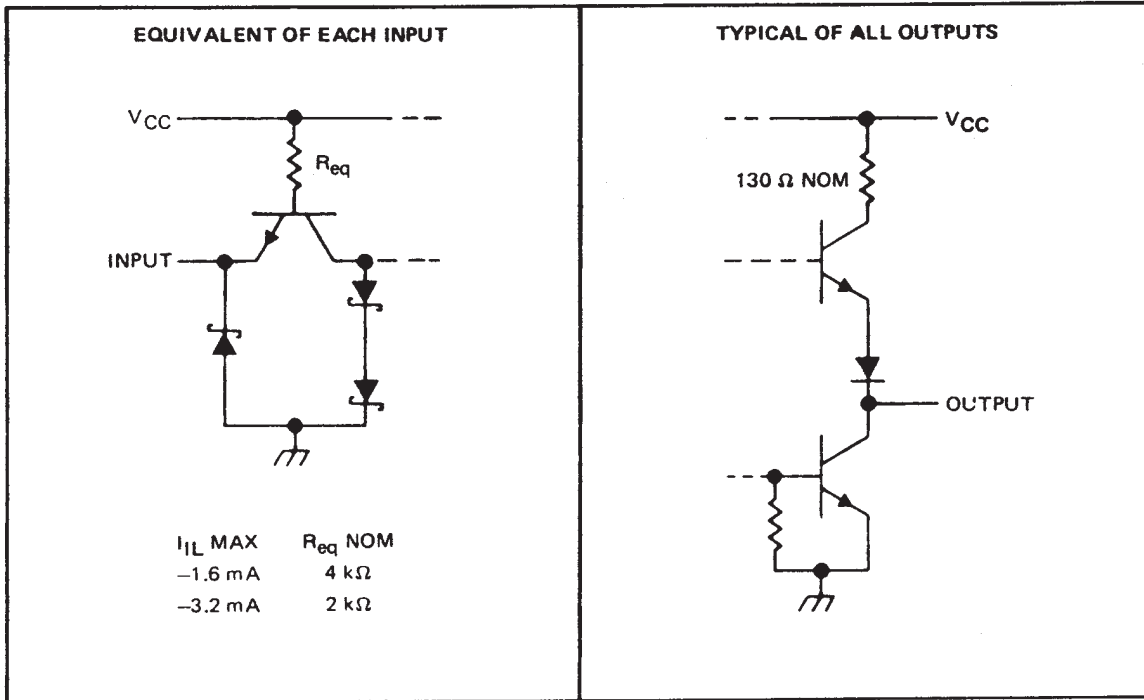 EQUIVALENT OF EACH INPUT
VCC
Req
INPUT
IIL MAX Req NOM
−1.6 mA 4 kΩ
−3.2 mA 2 kΩ
TYPICAL OF ALL OUTPUTS
VCC
130 Ω NOM
OUTPUT